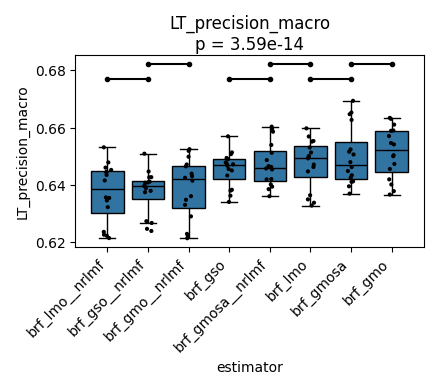 LT_precision_macro
p = 3.59e-14
LT_precision_macro
0.68
0.66
0.64
0.62
brf_lmo__nrlmf
brf_gso__nrlmf
brf_gmo__nrlmf
brf_gso
brf_gmosa__nrlmf
brf_lmo
brf_gmosa
brf_gmo
estimator